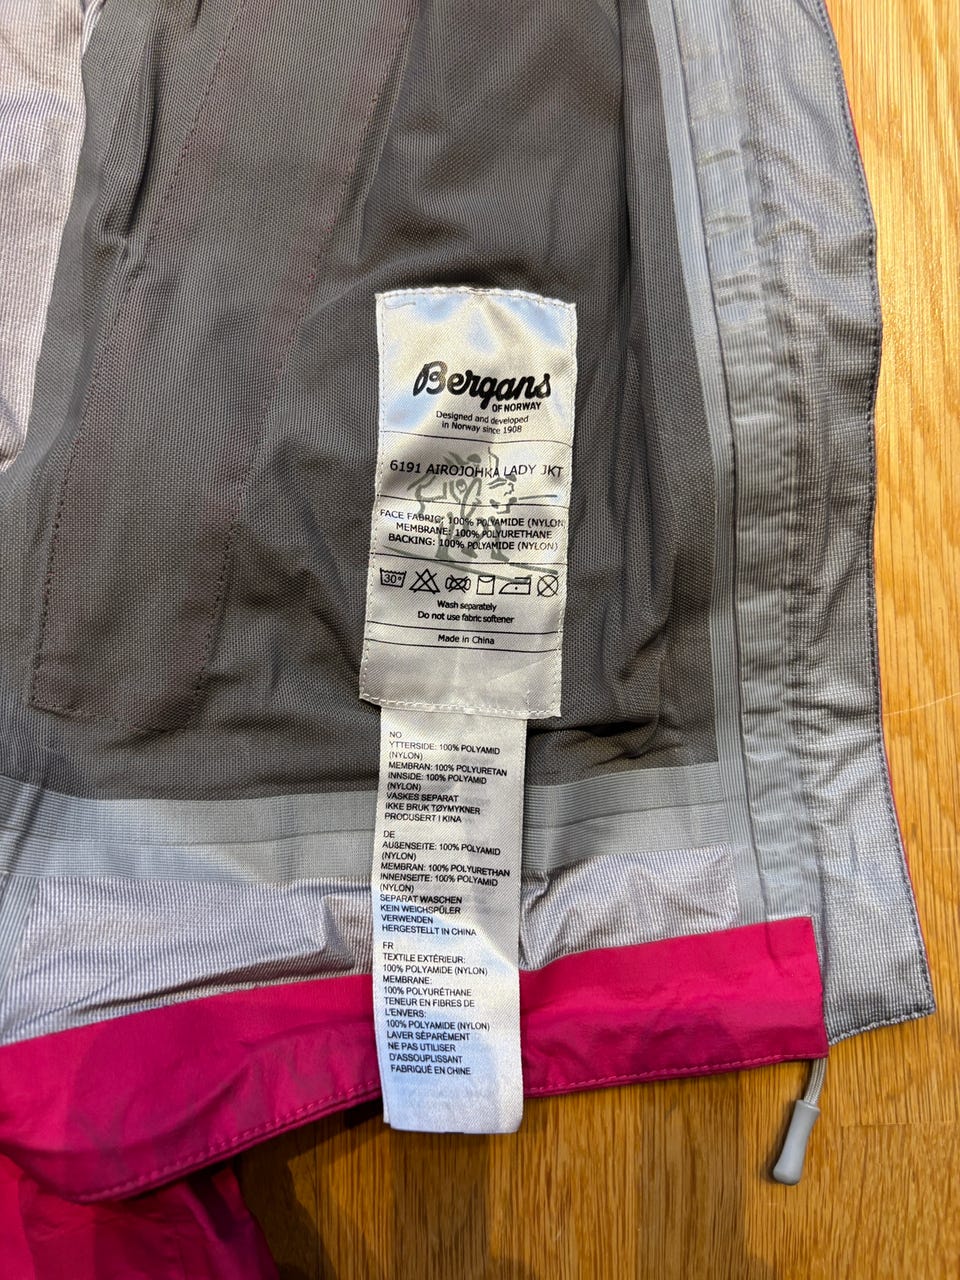 Bergans
OF NORWAY
Designed and developed
in Norway since 1908
6191 AIROJOHKA LADY JKT
FACE FABRIC: 100% POLYAMIDE (NYLON)
MEMBRANE: 100% POLYURETHANE
BACKING: 100% POLYAMIDE (NYLON)
30°
Wash separately
Do not use fabric softener
Made in China
NO
YTTERSIDE: 100% POLYAMID
(NYLON)
MEMBRAN: 100% POLYURETAN
INNSIDE: 100% POLYAMID
(NYLON)
VASKES SEPARAT
IKKE BRUK TØYMYKNER
PRODUSERT I KINA
DE
AUßENSEITE: 100% POLYAMID
(NYLON)
MEMBRAN: 100% POLYURETHAN
INNENSEITE: 100% POLYAMID
(NYLON)
SEPARAT WASCHEN
KEIN WEICHSPÜLER
VERWENDEN
HERGESTELLT IN CHINA
FR
TEXTILE EXTÉRIEUR:
100% POLYAMIDE (NYLON)
MEMBRANE:
100% POLYURÉTHANE
TENEUR EN FIBRES DE
L'ENVERS:
100% POLYAMIDE (NYLON)
LAVER SÉPARÉMENT
NE PAS UTILISER
D'ASSOUPLISSANT
FABRIQUÉ EN CHINE